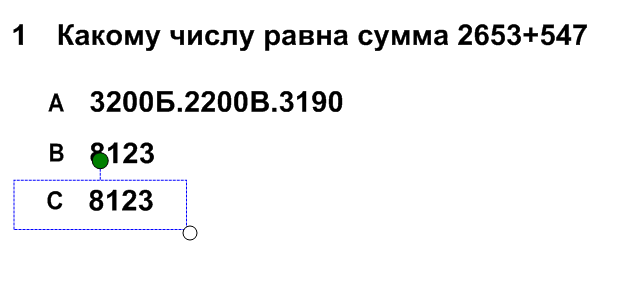 1 Какому числу равна сумма 2653+547
A 3200Б.2200В.3190
B 8123
C 8123